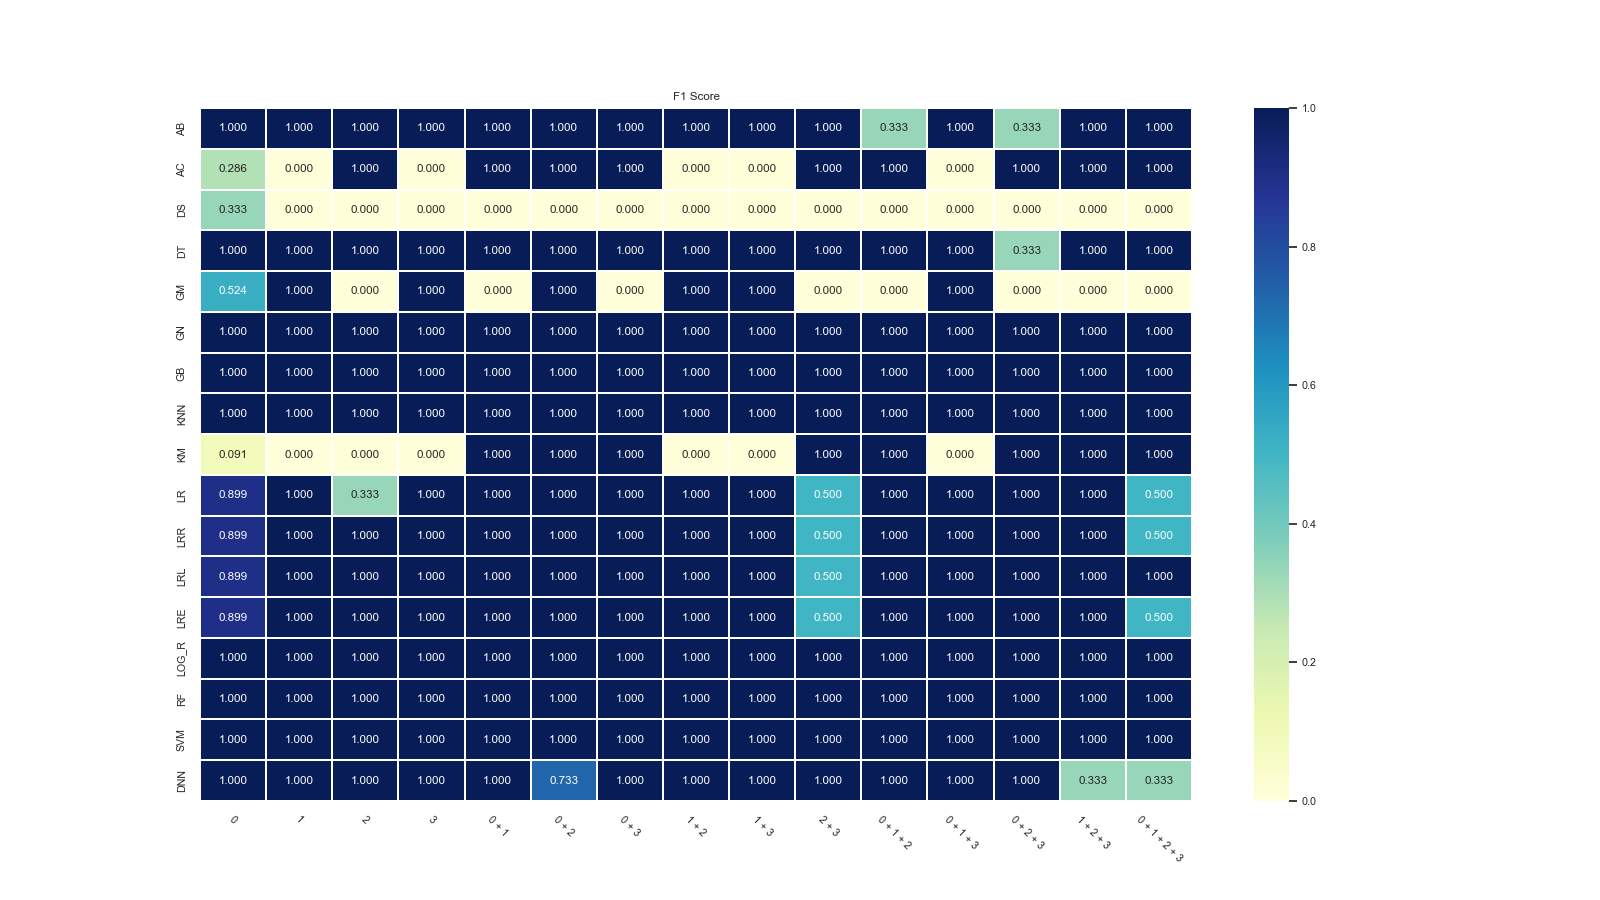 F1 Score
AB 1.000 1.000 1.000 1.000 1.000 1.000 1.000 1.000 1.000 1.000 0.333 1.000 0.333 1.000 1.000
AC 0.286 0.000 1.000 0.000 1.000 1.000 1.000 0.000 0.000 1.000 1.000 0.000 1.000 1.000 1.000
DS 0.333 0.000 0.000 0.000 0.000 0.000 0.000 0.000 0.000 0.000 0.000 0.000 0.000 0.000 0.000
DT 1.000 1.000 1.000 1.000 1.000 1.000 1.000 1.000 1.000 1.000 1.000 1.000 0.333 1.000 1.000
GM 0.524 1.000 0.000 1.000 0.000 1.000 0.000 1.000 1.000 0.000 0.000 1.000 0.000 0.000 0.000
GN 1.000 1.000 1.000 1.000 1.000 1.000 1.000 1.000 1.000 1.000 1.000 1.000 1.000 1.000 1.000
GB 1.000 1.000 1.000 1.000 1.000 1.000 1.000 1.000 1.000 1.000 1.000 1.000 1.000 1.000 1.000
KNN 1.000 1.000 1.000 1.000 1.000 1.000 1.000 1.000 1.000 1.000 1.000 1.000 1.000 1.000 1.000
KM 0.091 0.000 0.000 0.000 1.000 1.000 1.000 0.000 0.000 1.000 1.000 0.000 1.000 1.000 1.000
LR 0.899 1.000 0.333 1.000 1.000 1.000 1.000 1.000 1.000 0.500 1.000 1.000 1.000 1.000 0.500
LRR 0.899 1.000 1.000 1.000 1.000 1.000 1.000 1.000 1.000 0.500 1.000 1.000 1.000 1.000 0.500
LRL 0.899 1.000 1.000 1.000 1.000 1.000 1.000 1.000 1.000 0.500 1.000 1.000 1.000 1.000 1.000
LRE 0.899 1.000 1.000 1.000 1.000 1.000 1.000 1.000 1.000 0.500 1.000 1.000 1.000 1.000 0.500
LOG_R 1.000 1.000 1.000 1.000 1.000 1.000 1.000 1.000 1.000 1.000 1.000 1.000 1.000 1.000 1.000
RF 1.000 1.000 1.000 1.000 1.000 1.000 1.000 1.000 1.000 1.000 1.000 1.000 1.000 1.000 1.000
SVM 1.000 1.000 1.000 1.000 1.000 1.000 1.000 1.000 1.000 1.000 1.000 1.000 1.000 1.000 1.000
DNN 1.000 1.000 1.000 1.000 1.000 0.733 1.000 1.000 1.000 1.000 1.000 1.000 1.000 0.333 0.333
0 1 2 3 0 + 1 0 + 2 0 + 3 1 + 2 1 + 3 2 + 3 0 + 1 + 2 0 + 1 + 3 0 + 2 + 3 1 + 2 + 3 0 + 1 + 2 + 3
1.0
0.8
0.6
0.4
0.2
0.0